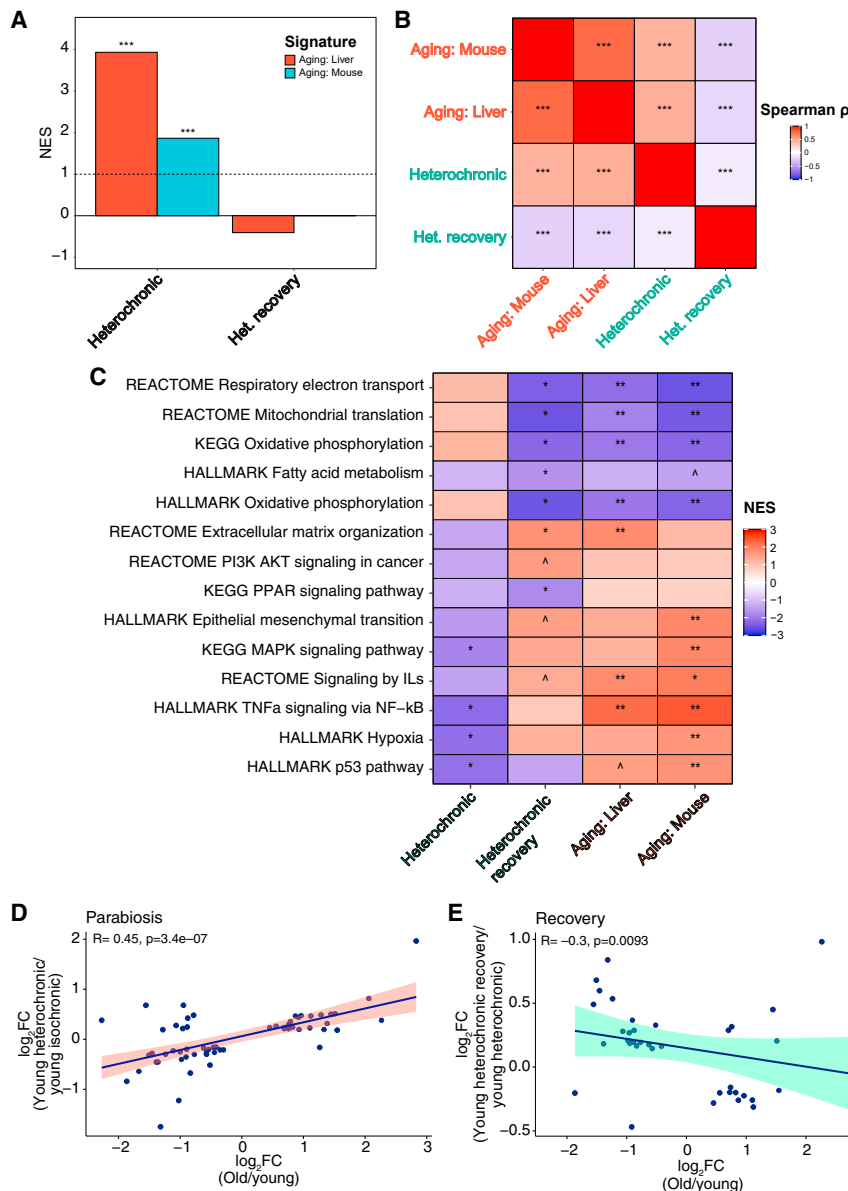 A
Signature
Aging: Liver
Aging: Mouse
***
***
NES
4
3
2
1
0
−1
Heterochronic
Het. recovery
B
Aging: Mouse
Aging: Liver
Heterochronic
Het. recovery
*** *** ***
*** *** ***
*** *** ***
*** *** ***
Aging: Mouse
Aging: Liver
Heterochronic
Het. recovery
Spearman ρ
1
0.5
0
−0.5
−1
C
REACTOME Respiratory electron transport * ** **
REACTOME Mitochondrial translation * ** **
KEGG Oxidative phosphorylation * ** **
HALLMARK Fatty acid metabolism * ^
HALLMARK Oxidative phosphorylation * ** **
REACTOME Extracellular matrix organization * **
REACTOME PI3K AKT signaling in cancer ^
KEGG PPAR signaling pathway *
HALLMARK Epithelial mesenchymal transition ^ **
KEGG MAPK signaling pathway * **
REACTOME Signaling by ILs ^ ** *
HALLMARK TNFa signaling via NF−kB * ** **
HALLMARK Hypoxia * **
HALLMARK p53 pathway * ^ **
Heterochronic
Heterochronic
recovery
Aging: Liver
Aging: Mouse
NES
3
2
1
0
−1
−2
−3
D
Parabiosis
R= 0.45, p=3.4e−07
log2FC
(Young heterochronic/
young isochronic)
2
1
0
−1
−2 −1 0 1 2 3
log2FC
(Old/young)
E
Recovery
R= −0.3, p=0.0093
log2FC
(Young heterochronic recovery/
young heterochronic)
1.0
0.5
0.0
−0.5
−2 −1 0 1 2
log2FC
(Old/young)